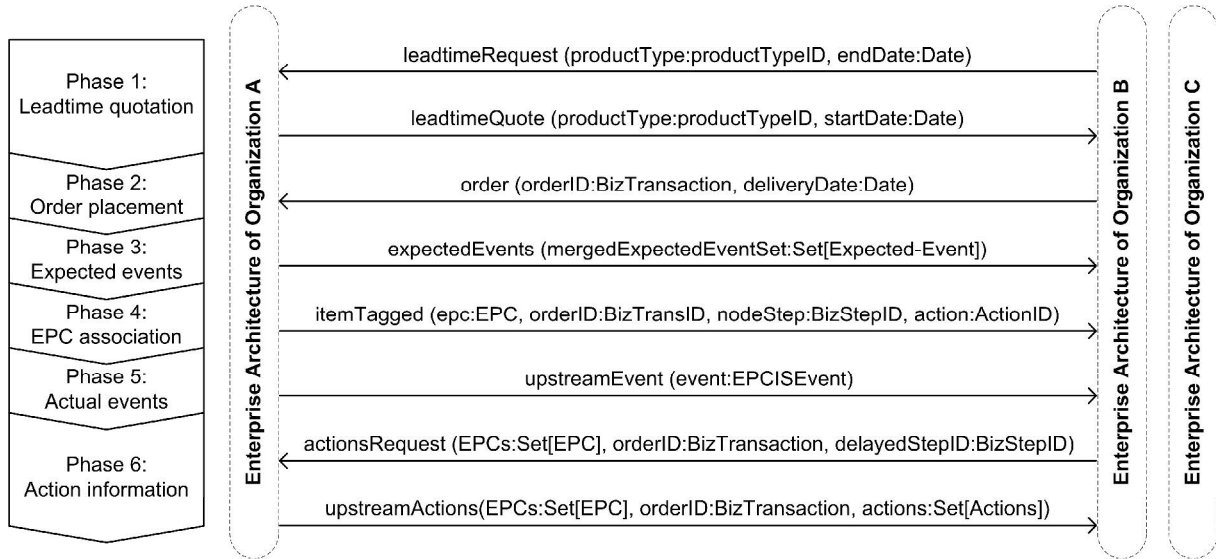 Phase 1:
Leadtime quotation
Phase 2:
Order placement
Phase 3:
Expected events
Phase 4:
EPC association
Phase 5:
Actual events
Phase 6:
Action information
Enterprise Architecture of Organization A
leadtimeRequest (productType:productTypeID, endDate:Date)
leadtimeQuote (productType:productTypeID, startDate:Date)
order (orderID:BizTransaction, deliveryDate:Date)
expectedEvents (mergedExpectedEventSet:Set[Expected-Event])
itemTagged (epc:EPC, orderID:BizTransID, nodeStep:BizStepID, action:ActionID)
upstreamEvent (event:EPCISEvent)
actionsRequest (EPCs:Set[EPC], orderID:BizTransaction, delayedStepID:BizStepID)
upstreamActions(EPCs:Set[EPC], orderID:BizTransaction, actions:Set[Actions])
Enterprise Architecture of Organization B
Enterprise Architecture of Organization C